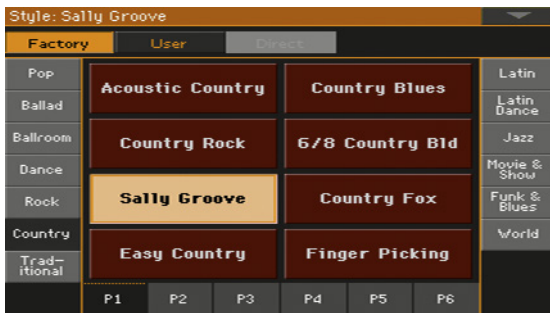 Style: Sally Groove
Factory User Direct
Pop
Ballad
Ballroom
Dance
Rock
Country
Trad-
itional
Acoustic Country Country Blues
Country Rock 6/8 Country Bld
Sally Groove Country Fox
Easy Country Finger Picking
Latin
Latin
Dance
Jazz
Movie &
Show
Funk &
Blues
World
P1 P2 P3 P4 P5 P6